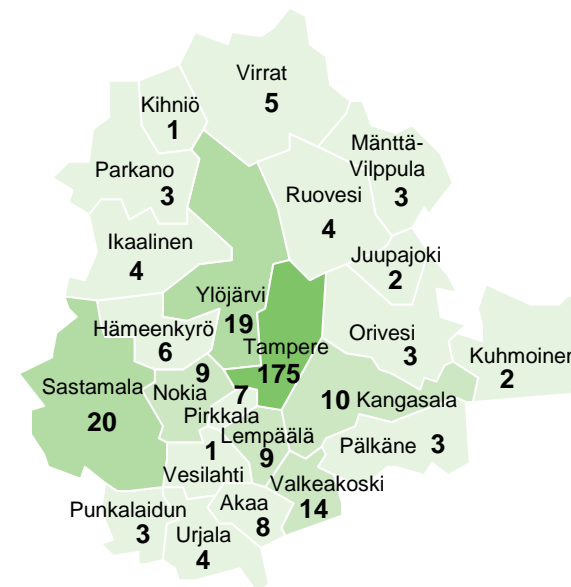 Virrat
5
Kihniö
1
Mänttä-
Vilppula
3
Parkano
3
Ruovesi
4
Ikaalinen
4
Juupajoki
2
Ylöjärvi
19
Hämeenkyrö
6
Tampere
175
Orivesi
3
Kuhmoinen
2
Sastamala
20
9
Nokia
7
Pirkkala
10 Kangasala
Lempäälä
9
1
Vesilahti
Pälkäne 3
Valkeakoski
14
Akaa
8
Punkalaidun
3
Urjala
4